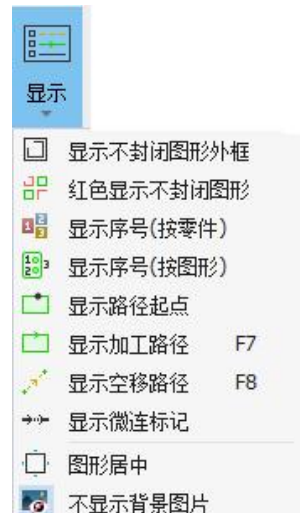 显示
显示不封闭图形外框
红色显示不封闭图形
显示序号(按零件)
显示序号(按图形)
显示路径起点
显示加工路径 F7
显示空移路径 F8
显示微连标记
图形居中
不显示背景图片